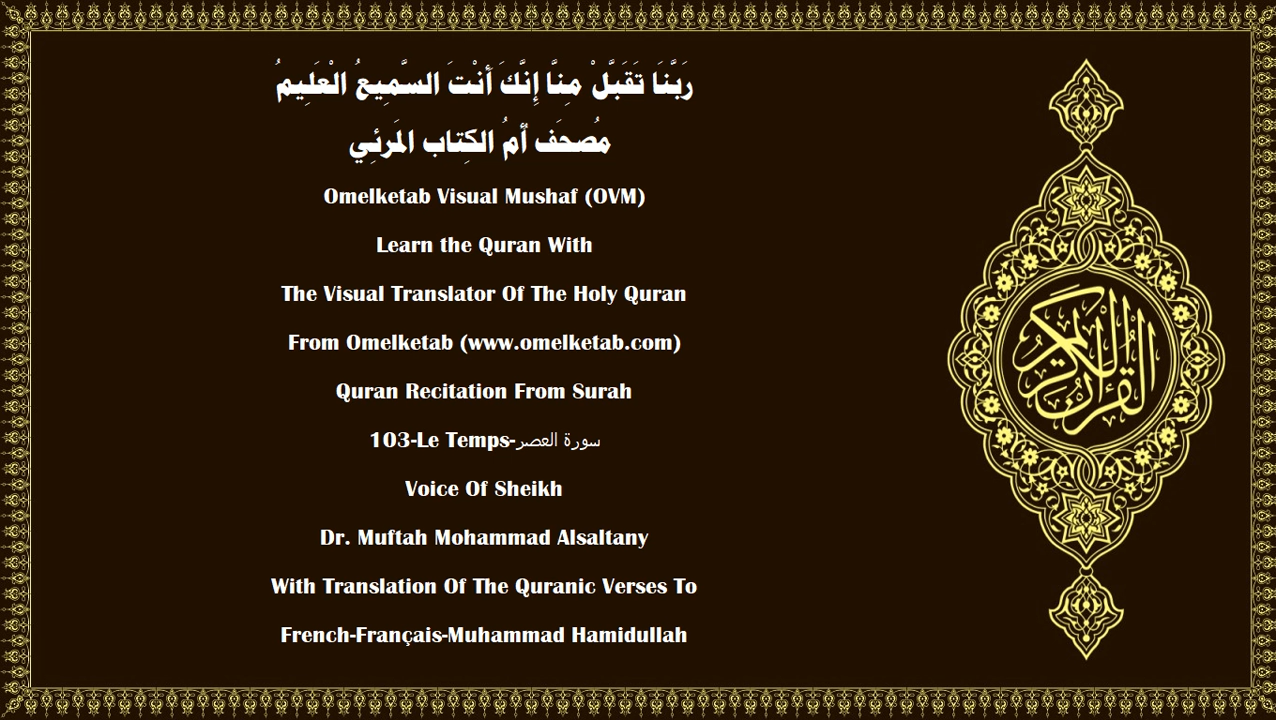 رَبَّنَا تَقَبَّلْ مِنَّا إِنَّكَ أَنْتَ السَّمِيعُ الْعَلِيمُ
مُصحَف أمُ الكِتاب المَرئِي
Omelketab Visual Mushaf (OVM)
Learn the Quran With
The Visual Translator Of The Holy Quran
From Omelketab (www.omelketab.com)
Quran Recitation From Surah
103-Le Temps-سورة العصر
Voice Of Sheikh
Dr. Muftah Mohammad Alsaltany
With Translation Of The Quranic Verses To
French-Français-Muhammad Hamidullah
القرآن الكريم